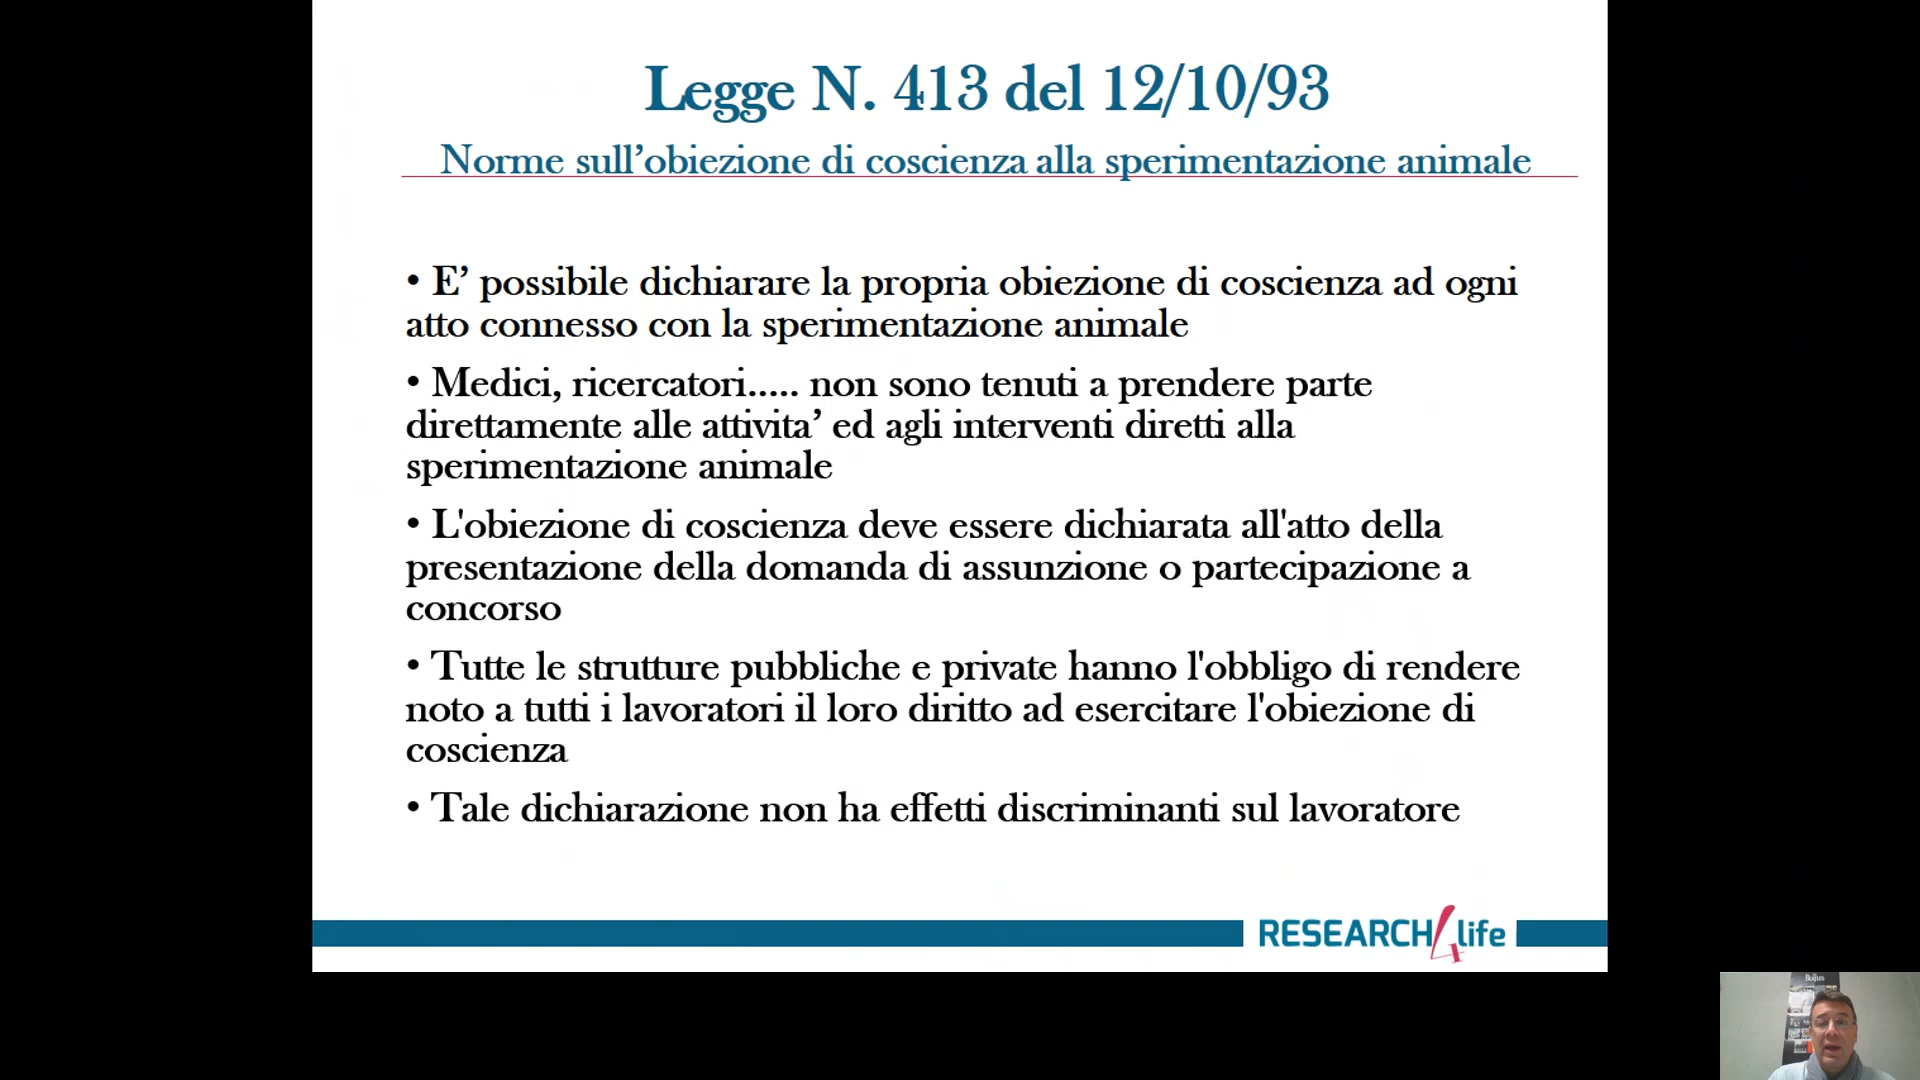 Legge N. 413 del 12/10/93
Norme sull’obiezione di coscienza alla sperimentazione animale
• E’ possibile dichiarare la propria obiezione di coscienza ad ogni
atto connesso con la sperimentazione animale
• Medici, ricercatori..... non sono tenuti a prendere parte
direttamente alle attivita’ ed agli interventi diretti alla
sperimentazione animale
• L'obiezione di coscienza deve essere dichiarata all'atto della
presentazione della domanda di assunzione o partecipazione a
concorso
• Tutte le strutture pubbliche e private hanno l'obbligo di rendere
noto a tutti i lavoratori il loro diritto ad esercitare l'obiezione di
coscienza
• Tale dichiarazione non ha effetti discriminanti sul lavoratore
RESEARCH4life